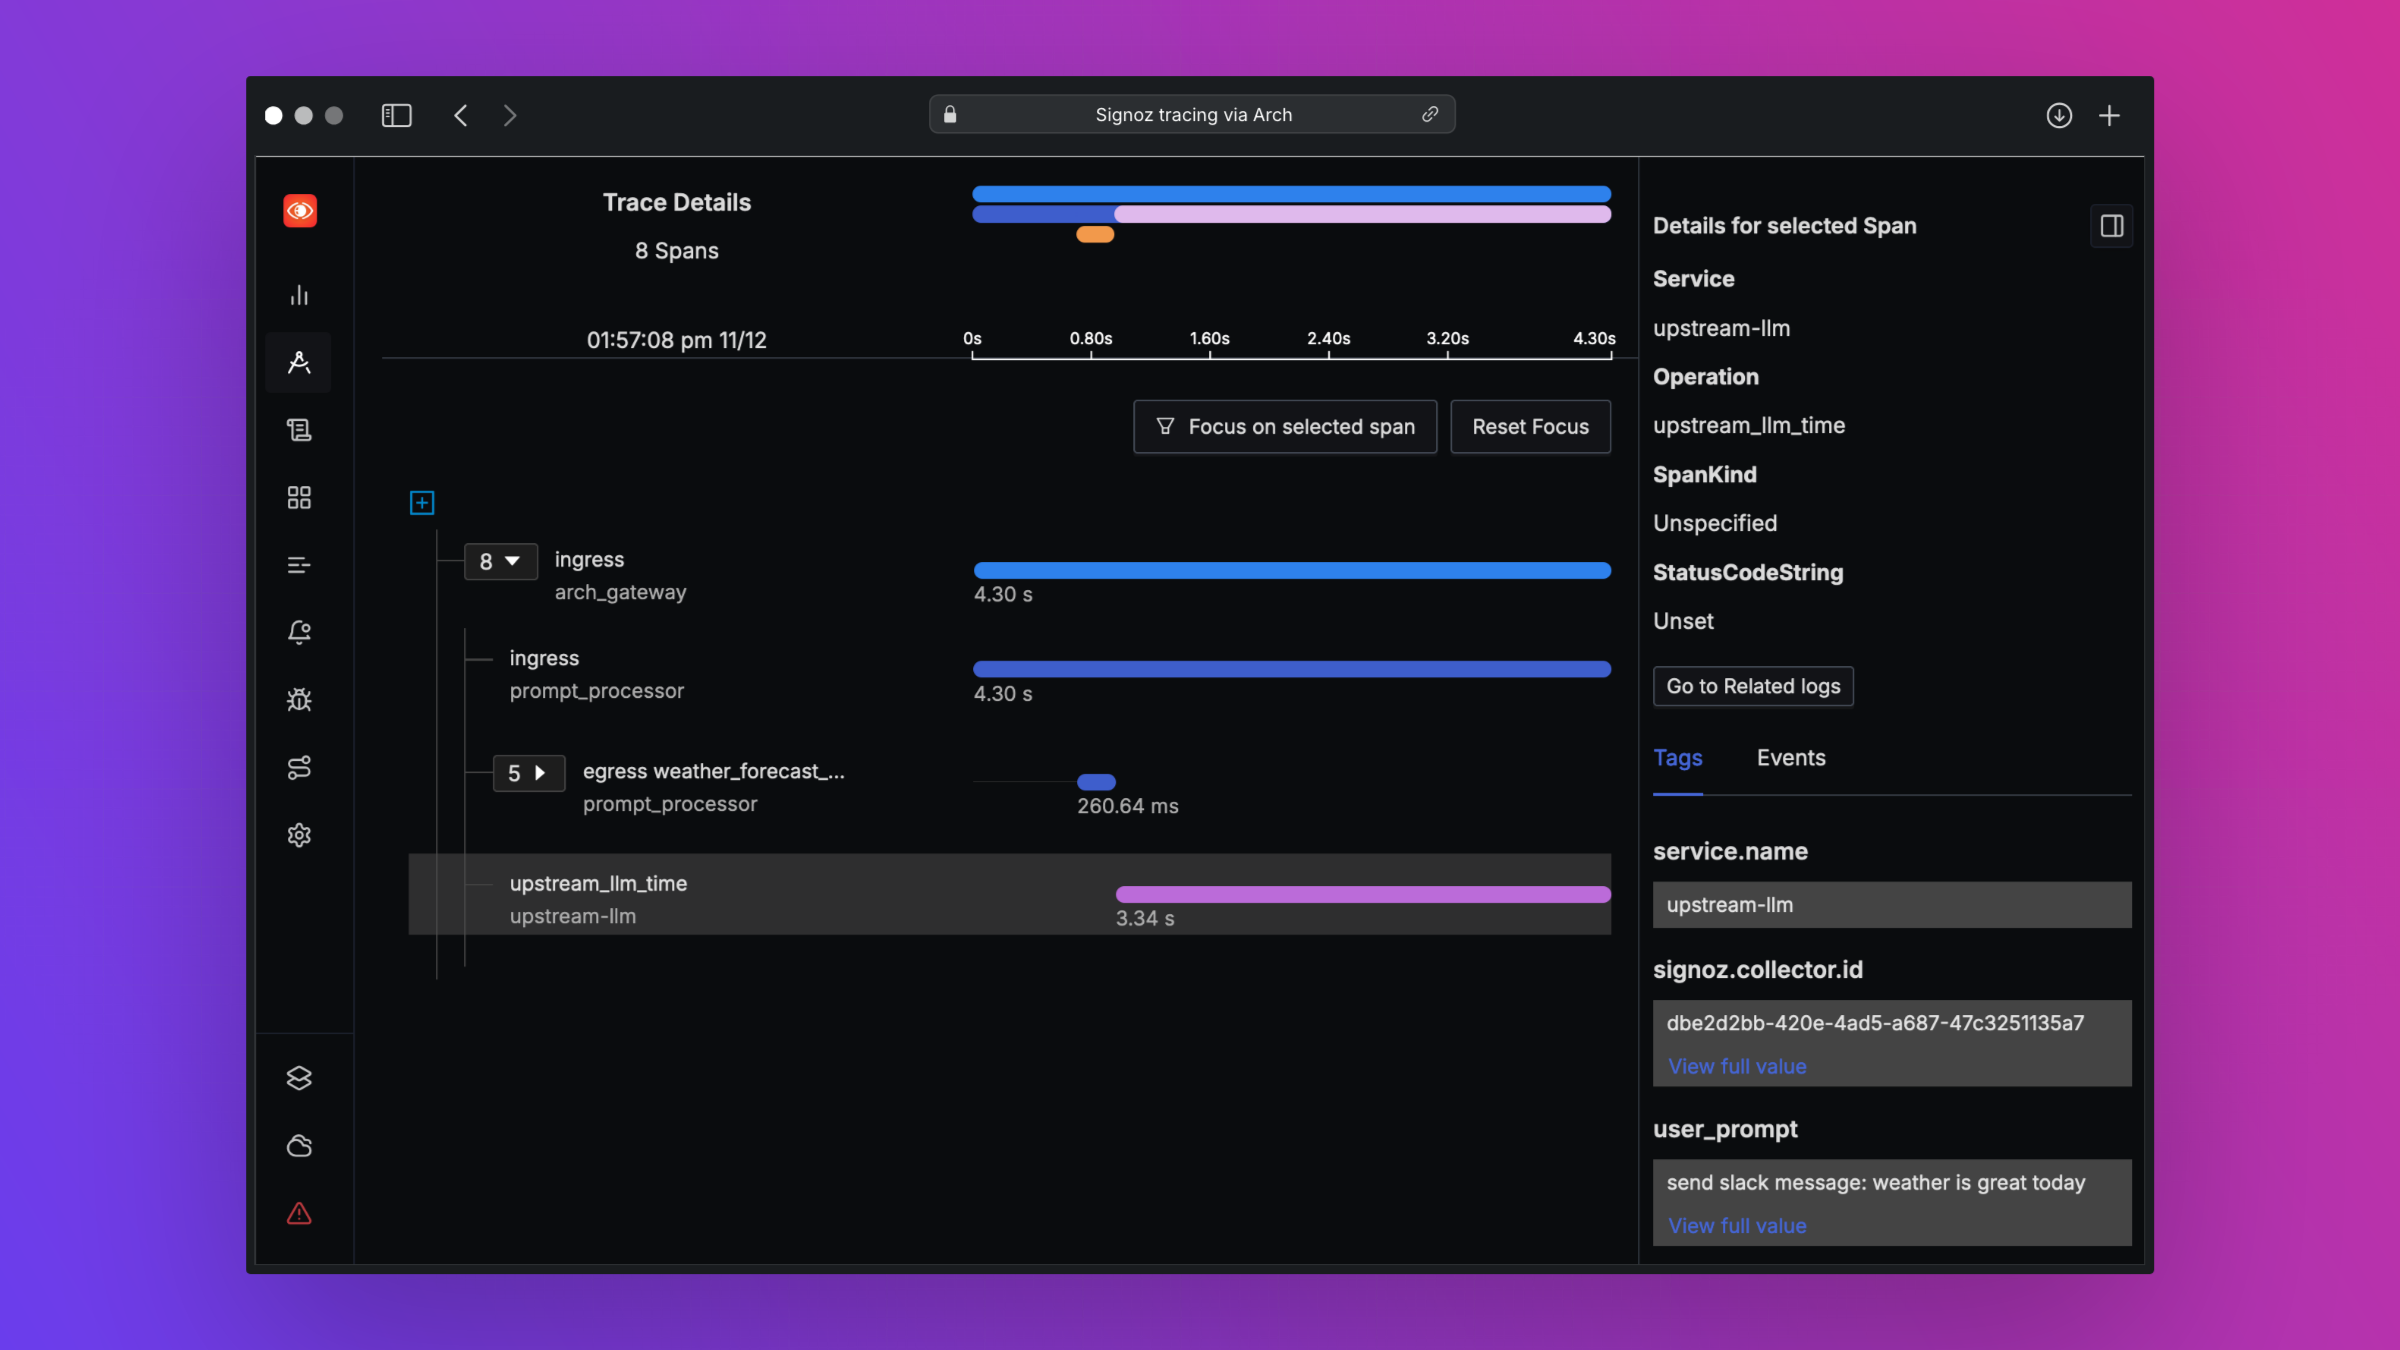 Signoz tracing via Arch
Trace Details
8 Spans
01:57:08 pm 11/12
0s 0.80s 1.60s 2.40s 3.20s 4.30s
Focus on selected span
Reset Focus
8 ingress
arch_gateway
4.30 s
ingress
prompt_processor
4.30 s
5 egress weather_forecast_...
prompt_processor
260.64 ms
upstream_llm_time
upstream-llm
3.34 s
Details for selected Span
Service
upstream-llm
Operation
upstream_llm_time
SpanKind
Unspecified
StatusCodeString
Unset
Go to Related logs
Tags Events
service.name
upstream-llm
signoz.collector.id
dbe2d2bb-420e-4ad5-a687-47c3251135a7
View full value
user_prompt
send slack message: weather is great today
View full value